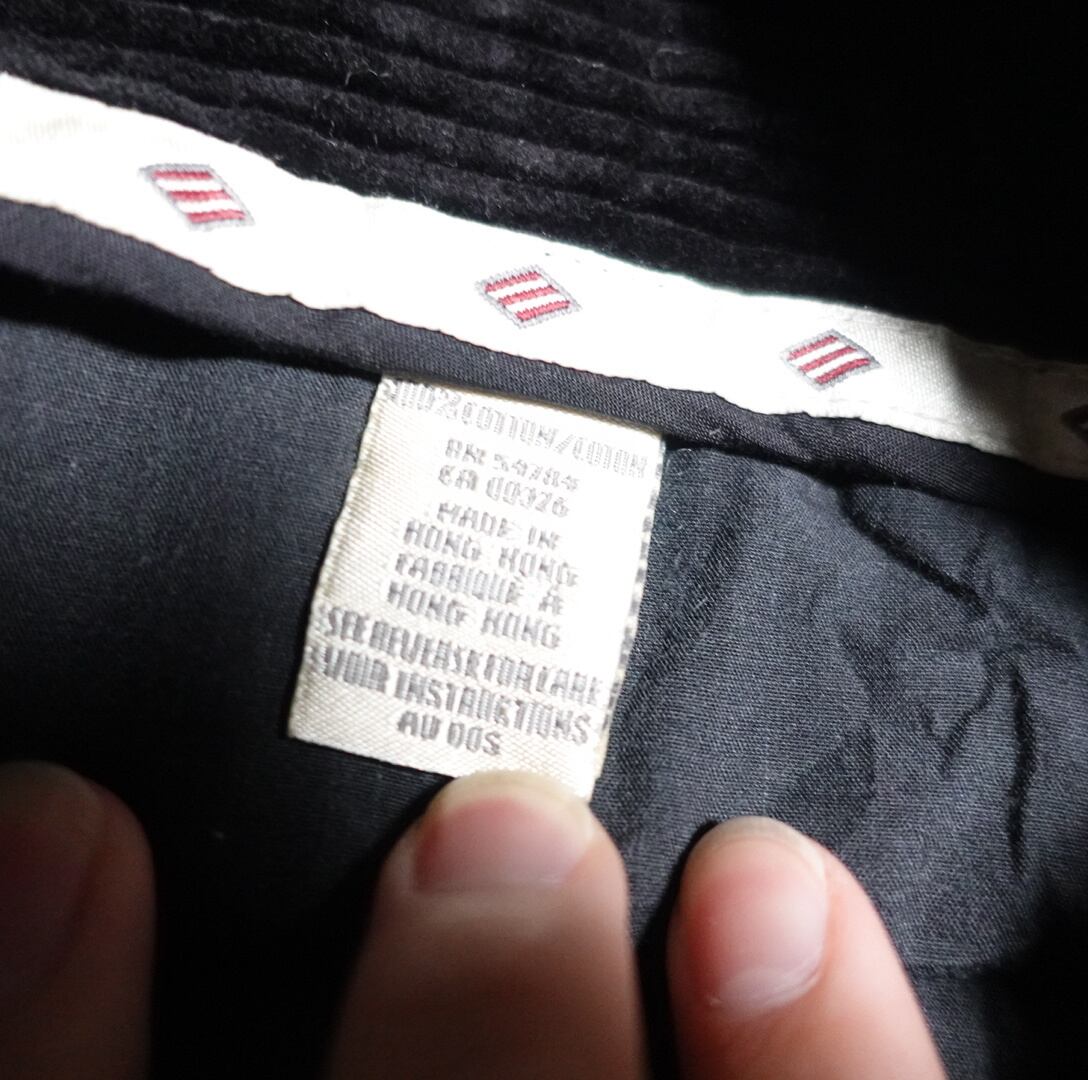 100% COTTON/COTON
RN 54784
CA 00326
MADE IN
HONG KONG
FABRIQUE A
HONG KONG
SEE REVERSE FOR CARE
VOIR INSTRUCTIONS
AU DOS